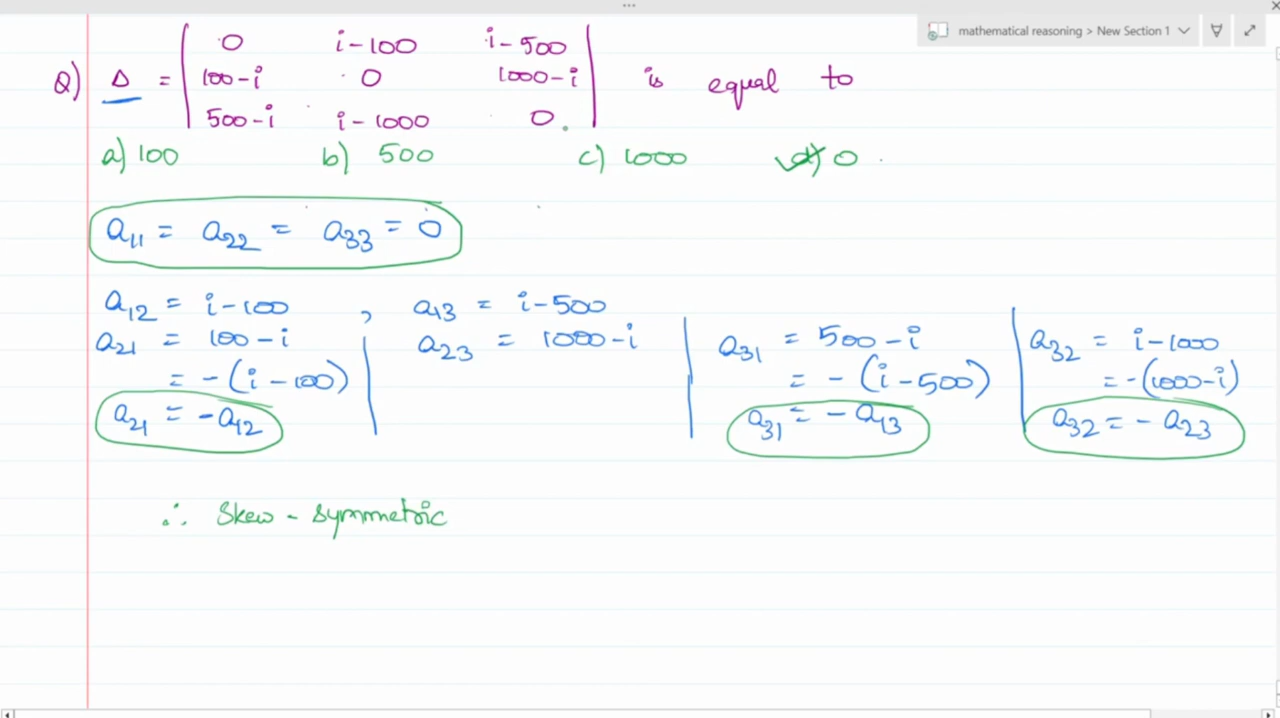 mathematical reasoning > New Section 1
Q) Δ = | 0 i-100 i-500 |
| 100-i 0 1000-i | is equal to
| 500-i i-1000 0 |
a) 100 b) 500 c) 1000 d) 0
a₁₁ = a₂₂ = a₃₃ = 0
a₁₂ = i-100 , a₁₃ = i-500
a₂₁ = 100-i a₂₃ = 1000-i a₃₁ = 500-i a₃₂ = i-1000
= -(i-100) = -(i-500) = -(1000-i)
a₂₁ = -a₁₂ a₃₁ = -a₁₃ a₃₂ = -a₂₃
∴ Skew - Symmetric